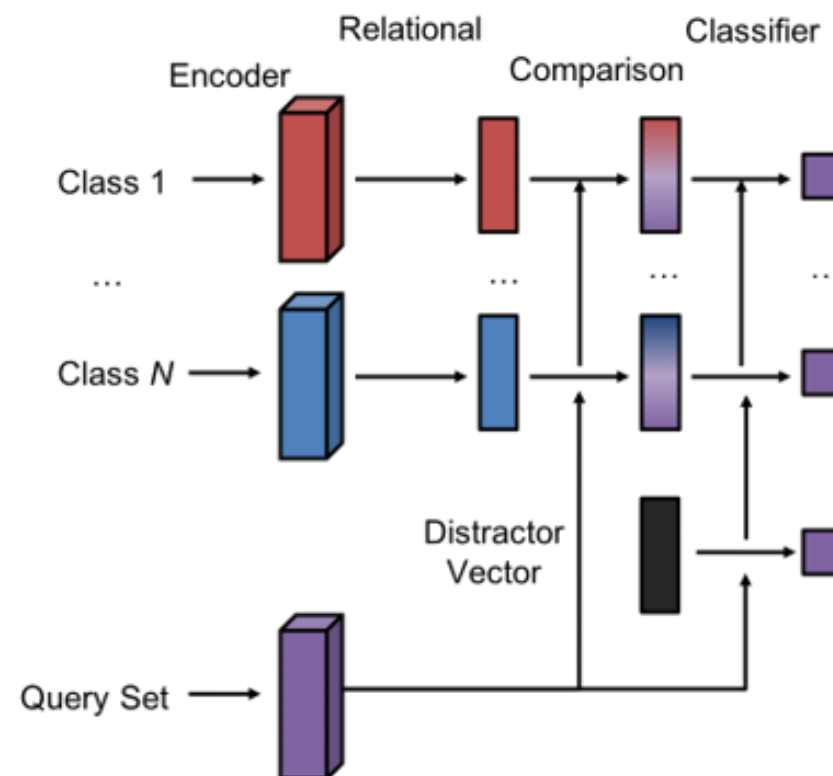 Relational
Classifier
Encoder
Comparison
Class 1
...
...
...
...
Class N
Distractor
Vector
Query Set